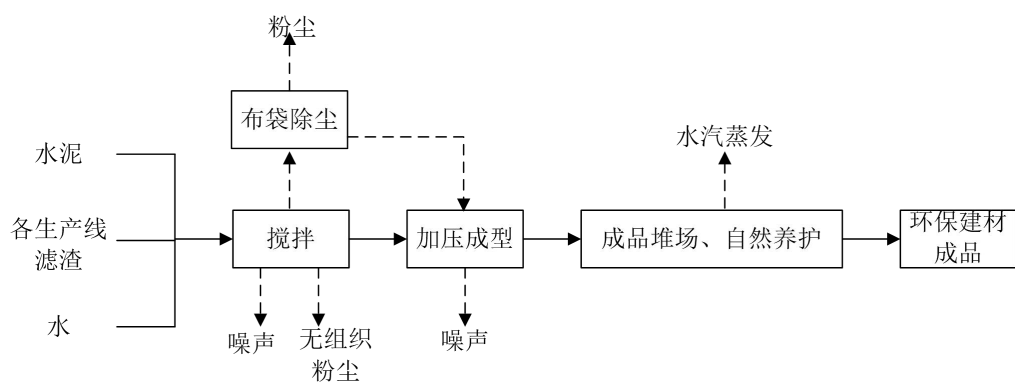 粉尘
布袋除尘
水汽蒸发
水泥
各生产线
滤渣
水
搅拌
加压成型
成品堆场、自然养护
环保建材
成品
噪声
无组织
粉尘
噪声